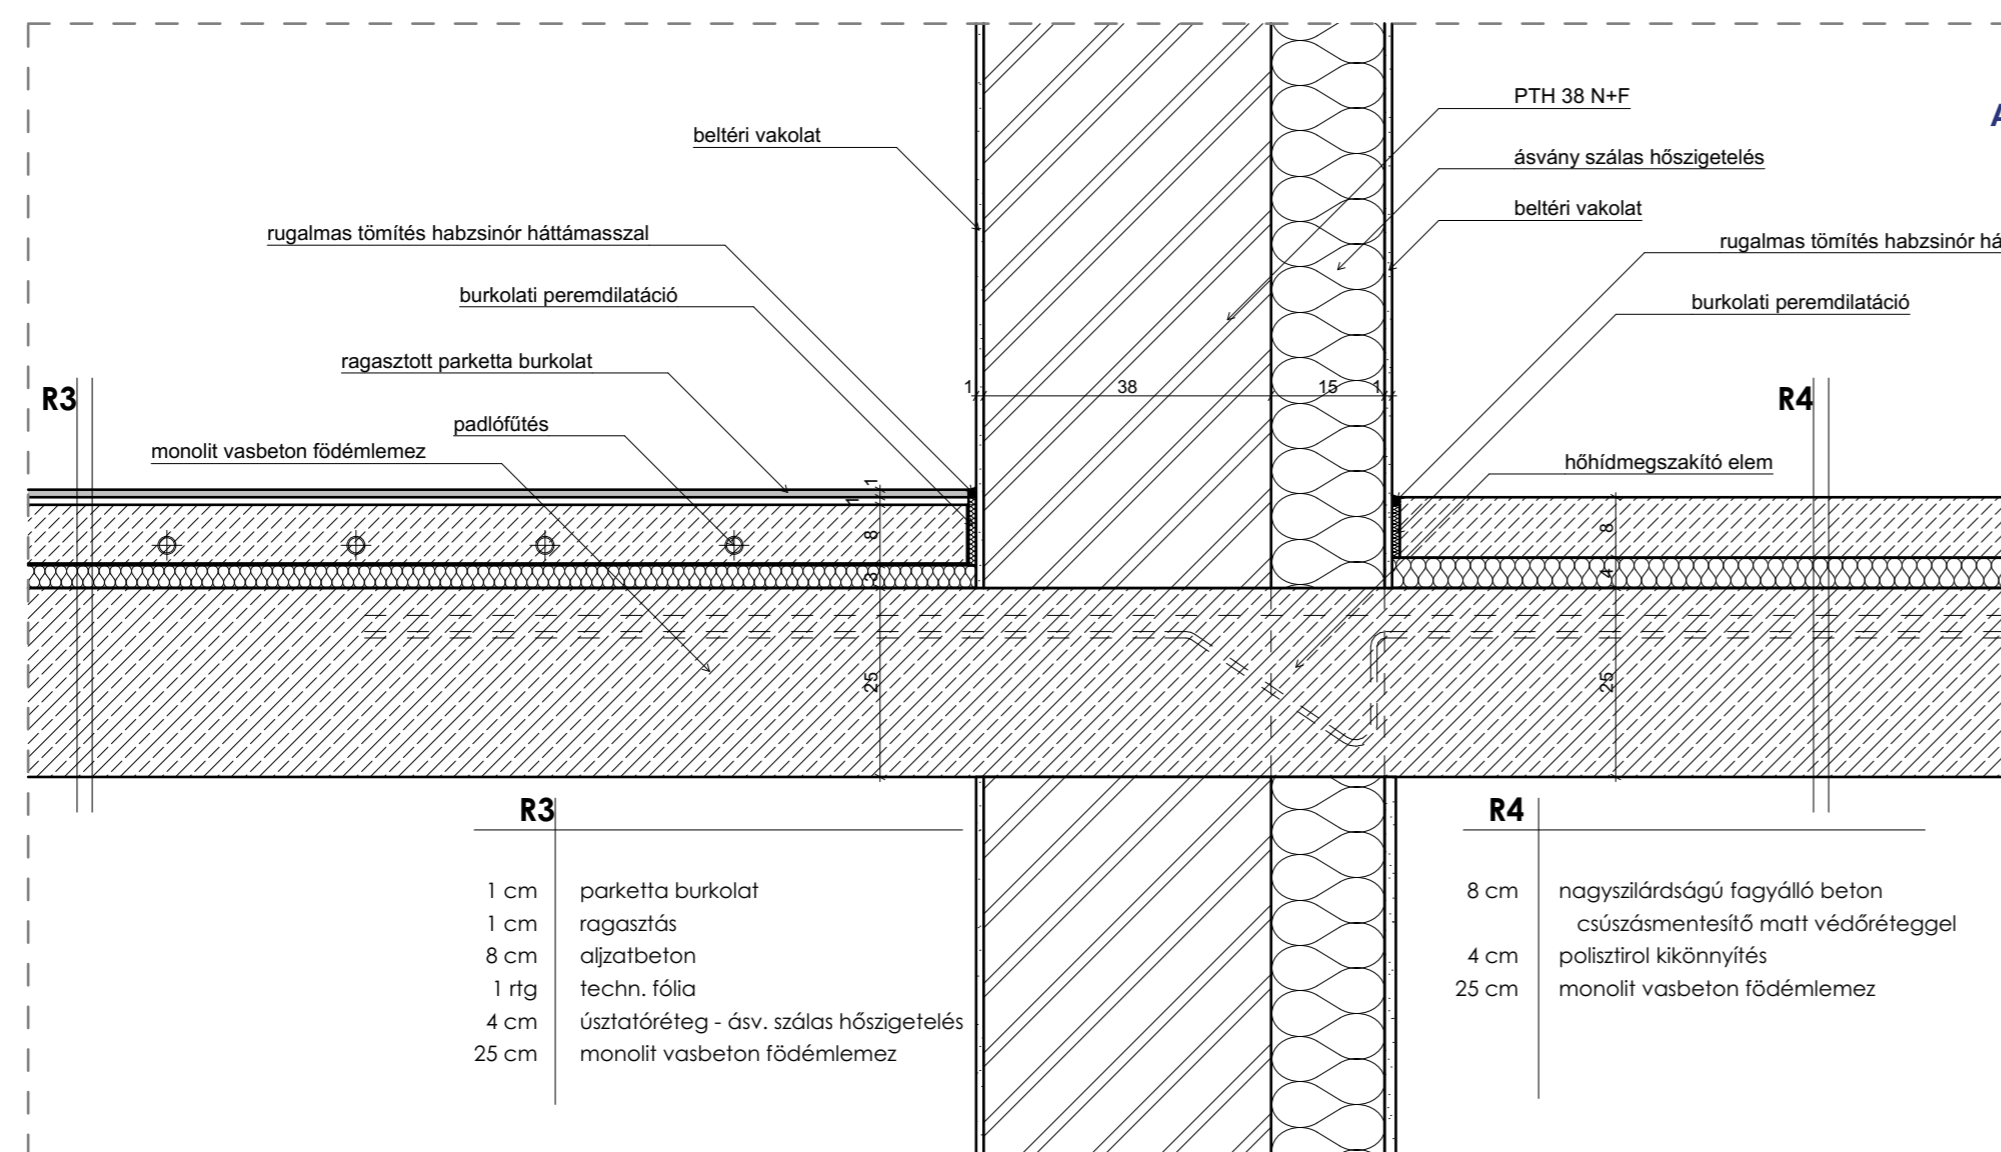 PTH 38 N+F
A
beltéri vakolat
ásvány szálas hőszigetelés
beltéri vakolat
rugalmas tömítés habzsinór háttámasszal
rugalmas tömítés habzsinór há
burkolati peremdilatáció
burkolati peremdilatáció
ragasztott parketta burkolat
1 38 15 1
R3
R4
padlófűtés
monolit vasbeton födémlemez
hőhídmegszakító elem
1
1
8
3
25
8
4
25
R3
1 cm parketta burkolat
1 cm ragasztás
8 cm aljzatbeton
1 rtg techn. fólia
4 cm úsztatóréteg - ásv. szálas hőszigetelés
25 cm monolit vasbeton födémlemez
R4
8 cm nagyszilárdságú fagyálló beton
csúszásmentesítő matt védőréteggel
4 cm polisztirol kikönnyítés
25 cm monolit vasbeton födémlemez